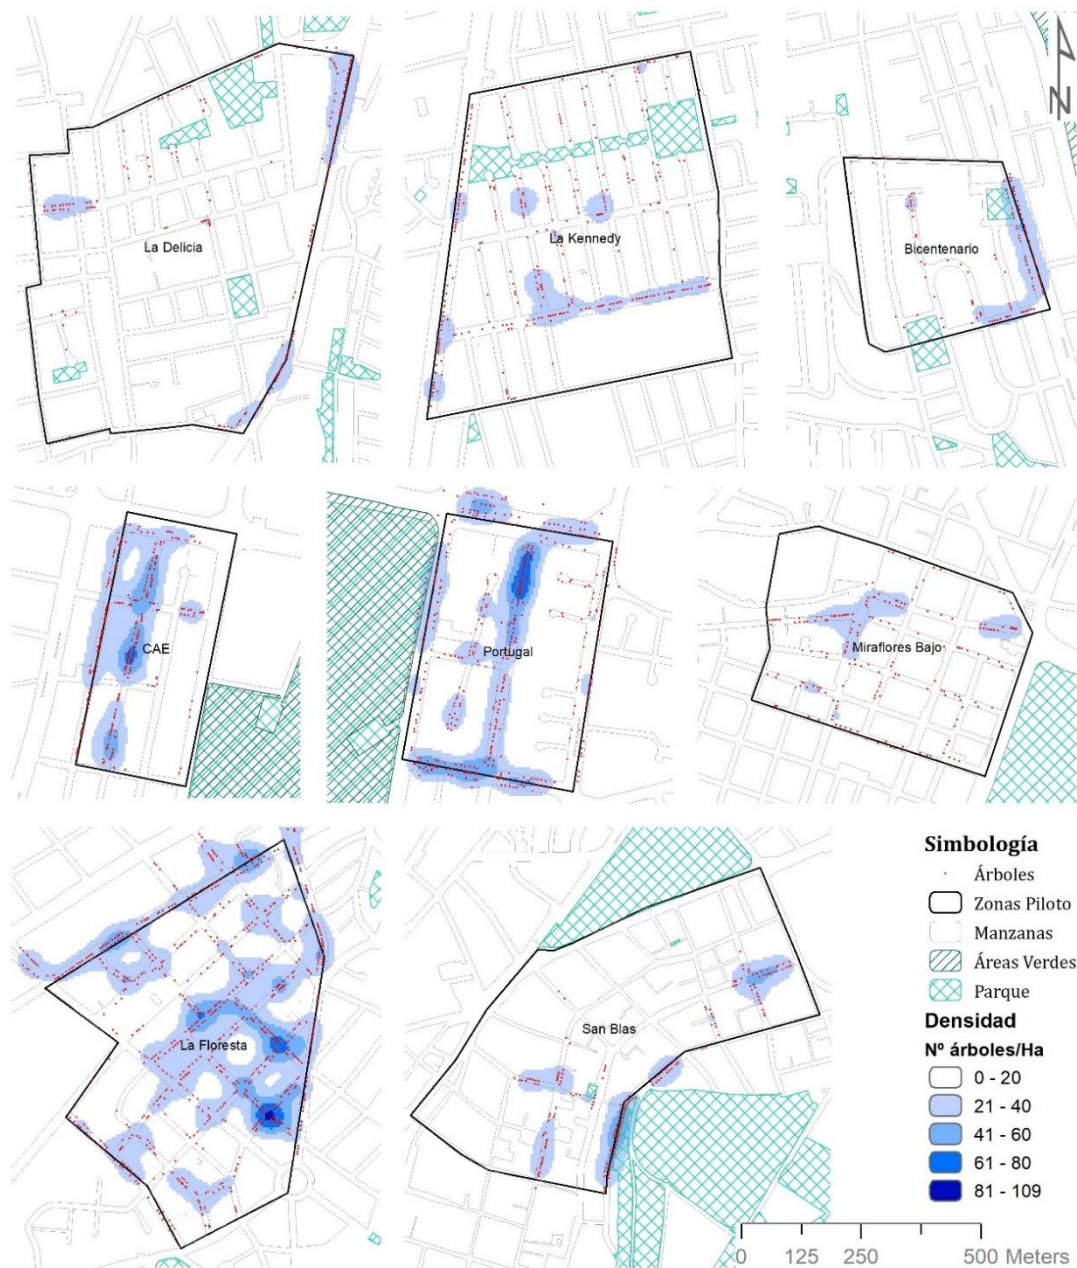 La Delicia
La Kennedy
Bicentenario
N
CAE
Portugal
Miraflores Bajo
La Floresta
San Blas
Simbología
Árboles
Zonas Piloto
Manzanas
Áreas Verdes
Parque
Densidad
Nº árboles/Ha
0 - 20
21 - 40
41 - 60
61 - 80
81 - 109
0 125 250 500 Meters